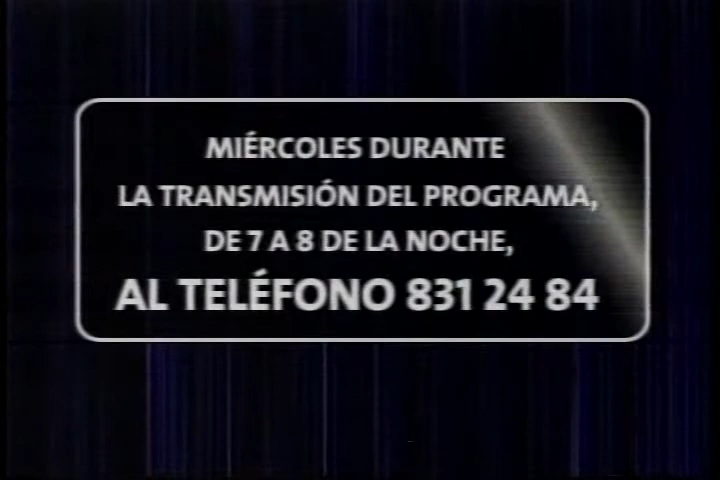 MIÉRCOLES DURANTE
LA TRANSMISIÓN DEL PROGRAMA,
DE 7 A 8 DE LA NOCHE,
AL TELÉFONO 831 24 84